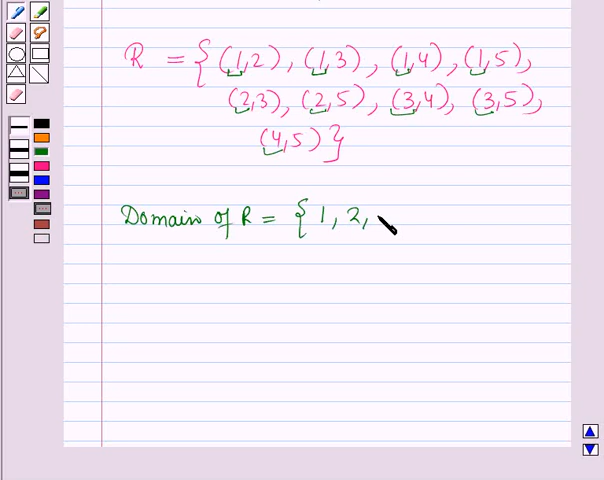 R = { (1,2), (1,3), (1,4), (1,5),
(2,3), (2,5), (3,4), (3,5),
(4,5) }
Domain of R = { 1, 2,